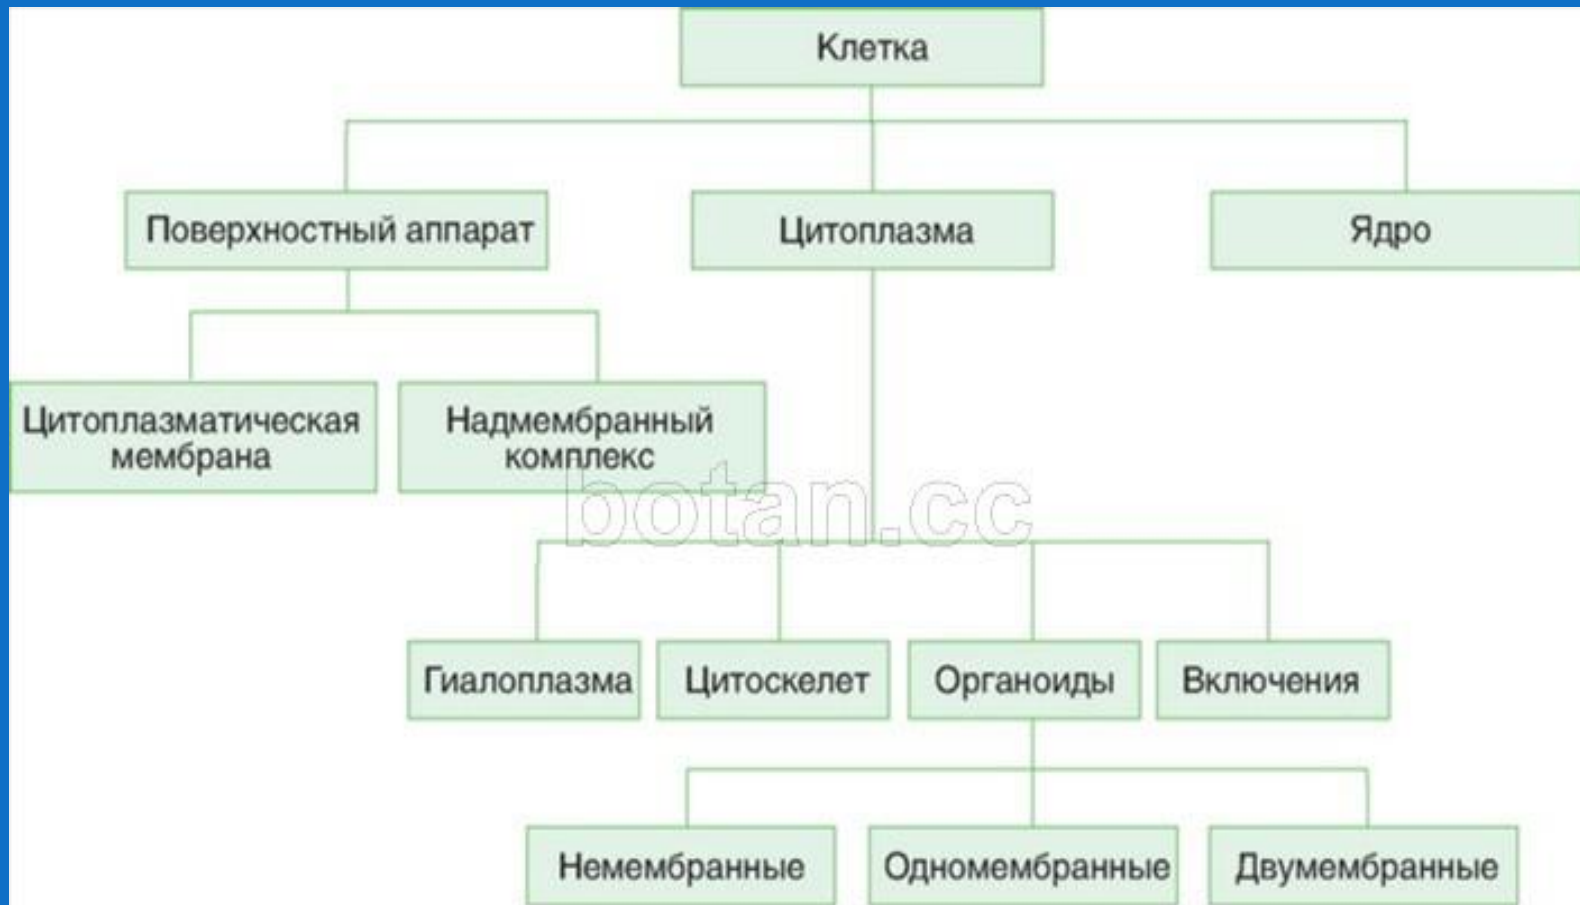 Клетка
Поверхностный аппарат
Цитоплазма
Ядро
Цитоплазматическая
мембрана
Надмембранный
комплекс
botan.cc
Гиалоплазма
Цитоскелет
Органоиды
Включения
Немембранные
Одномембранные
Двумембранные